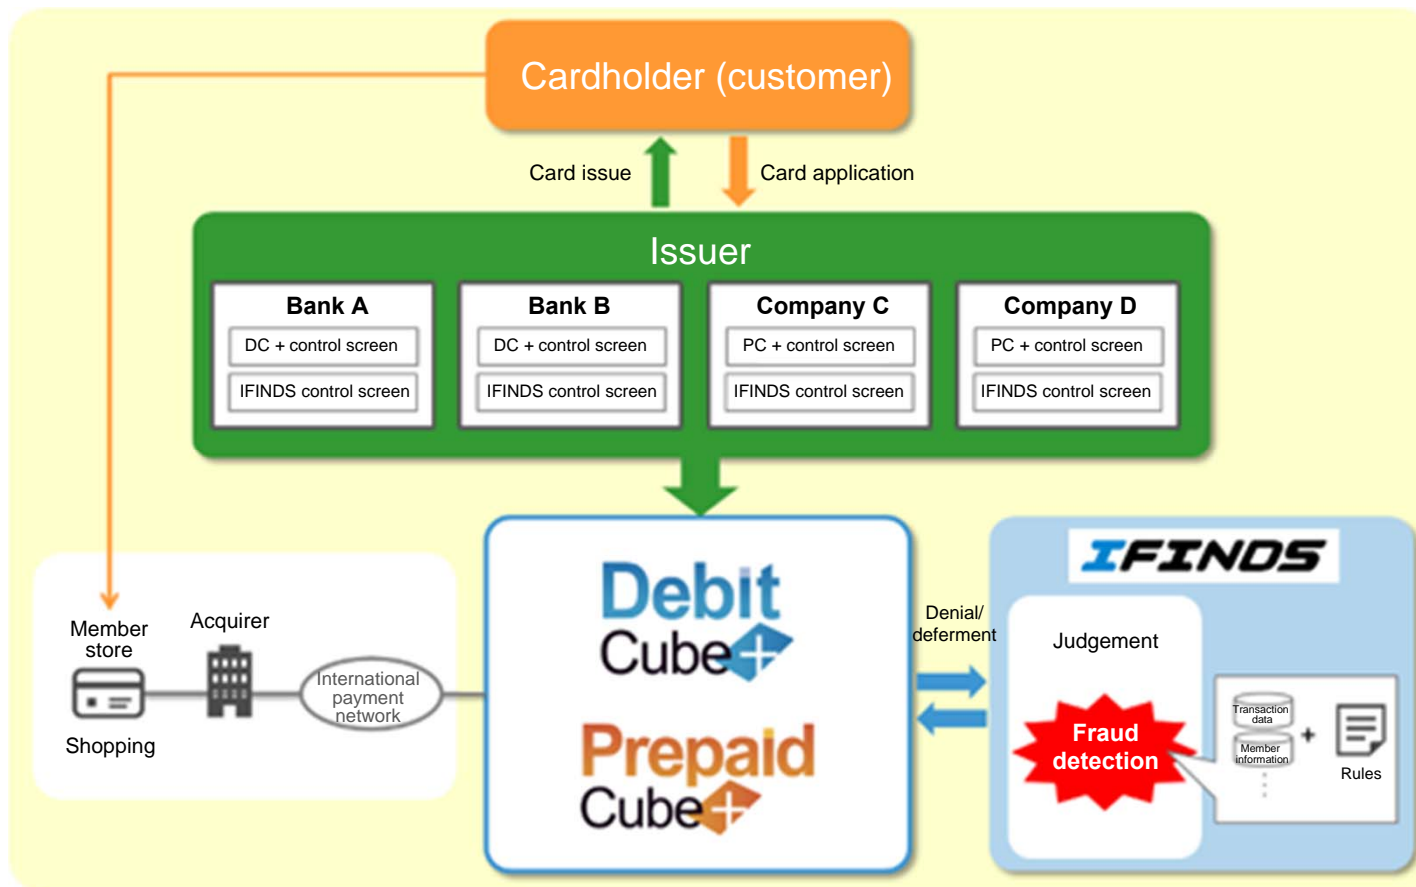 Cardholder (customer)
Card issue
Card application
Issuer
Bank A
DC + control screen
IFINDS control screen
Bank B
DC + control screen
IFINDS control screen
Company C
PC + control screen
IFINDS control screen
Company D
PC + control screen
IFINDS control screen
Member
store
Shopping
Acquirer
International
payment
network
Debit
Cube+
Prepaid
Cube+
Denial/
deferment
IFINDS
Judgement
Fraud
detection
Transaction
data
Member
information
+
Rules